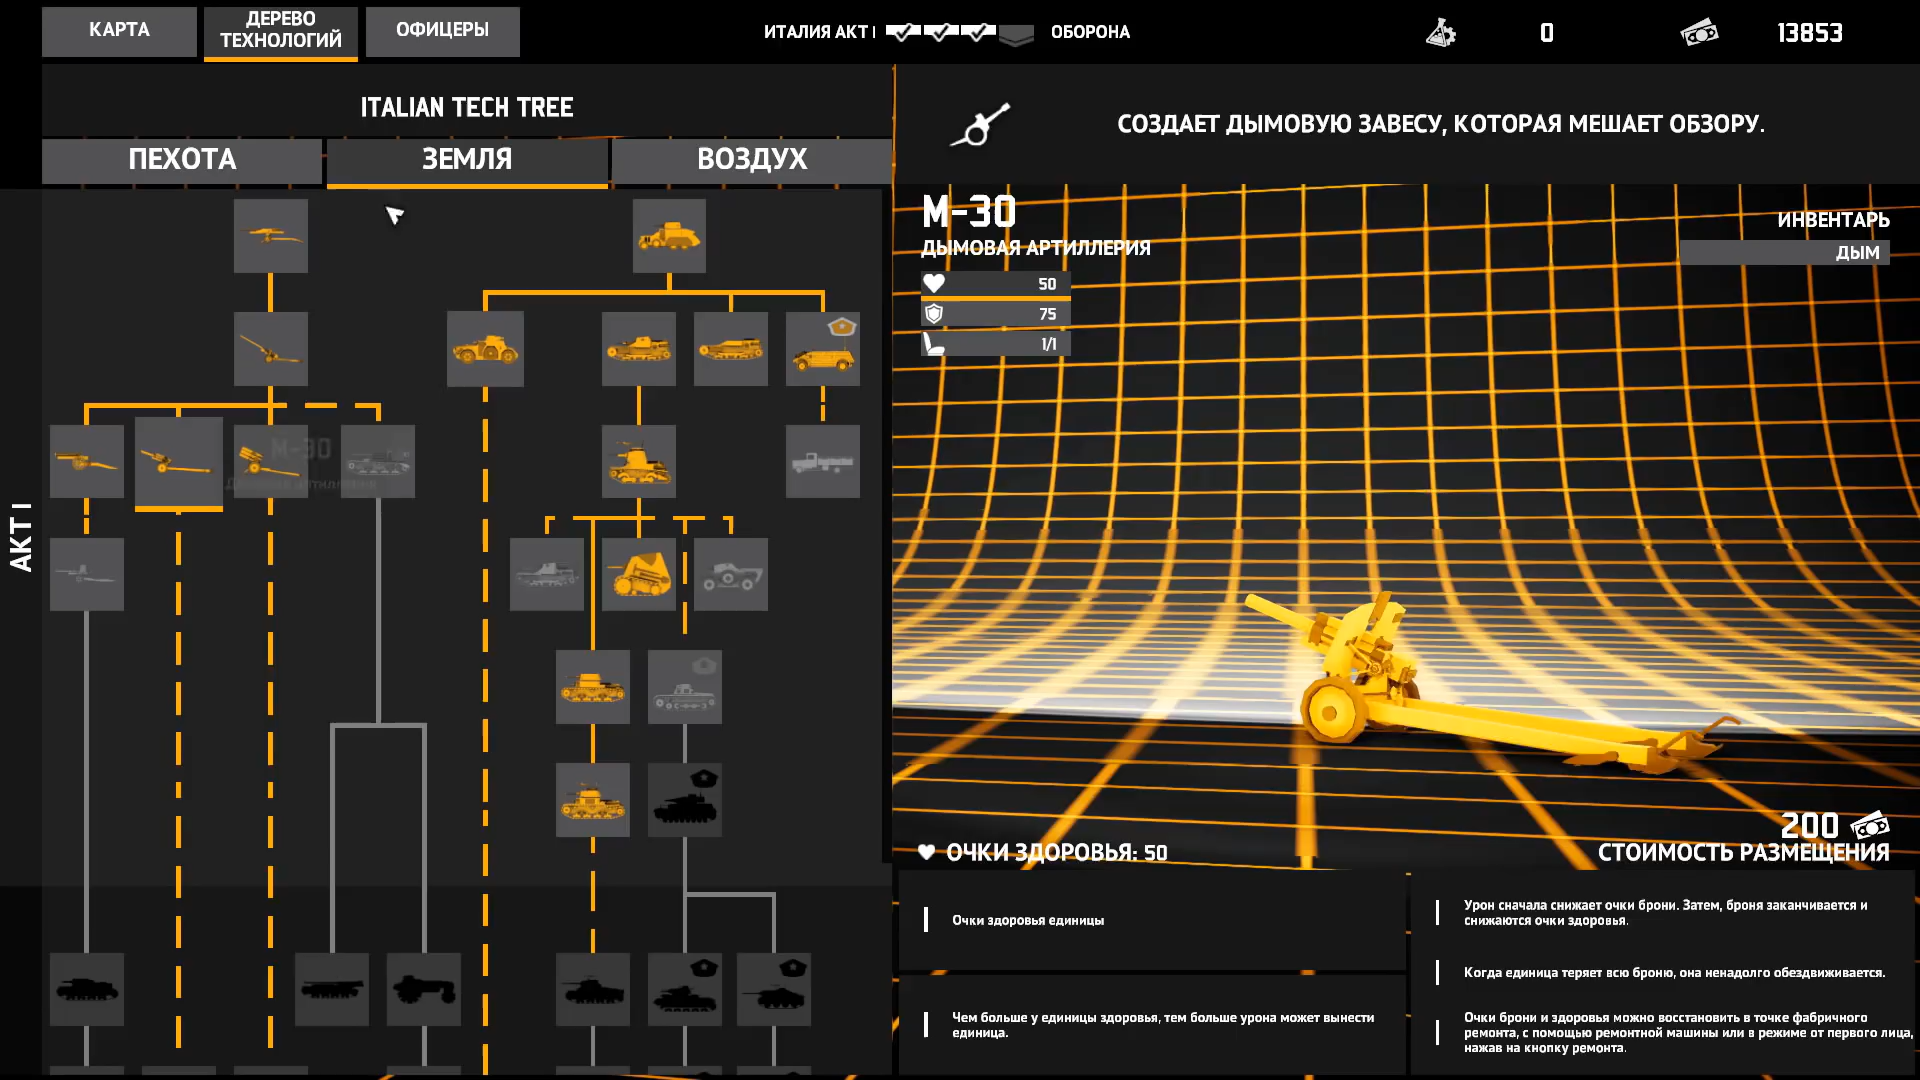 КАРТА
ДЕРЕВО
ТЕХНОЛОГИЙ
ОФИЦЕРЫ
ИТАЛИЯ АКТ I
ОБОРОНА
0
13853
ITALIAN TECH TREE
ПЕХОТА
ЗЕМЛЯ
ВОЗДУХ
АКТ I
М-30
Дымовая артиллерия
СОЗДАЕТ ДЫМОВУЮ ЗАВЕСУ, КОТОРАЯ МЕШАЕТ ОБЗОРУ.
М-30
ДЫМОВАЯ АРТИЛЛЕРИЯ
50
75
1/1
ИНВЕНТАРЬ
ДЫМ
200
СТОИМОСТЬ РАЗМЕЩЕНИЯ
ОЧКИ ЗДОРОВЬЯ: 50
Очки здоровья единицы
Чем больше у единицы здоровья, тем больше урона может вынести
единица.
Урон сначала снижает очки брони. Затем, броня заканчивается и
снижаются очки здоровья.
Когда единица теряет всю броню, она ненадолго обездвиживается.
Очки брони и здоровья можно восстановить в точке фабричного
ремонта, с помощью ремонтной машины или в режиме от первого лица,
нажав на кнопку ремонта.